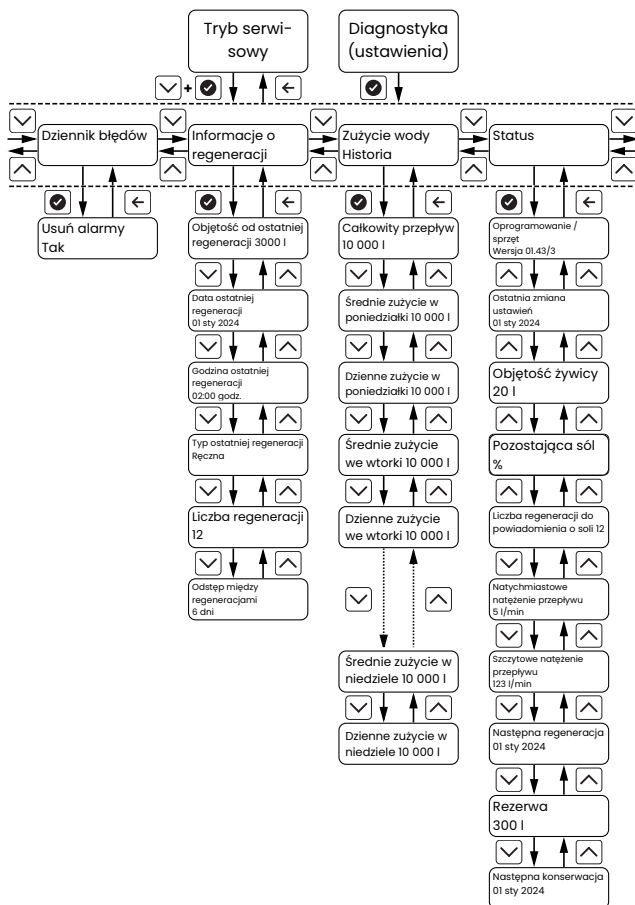 Tryb serwi-
sowy
Diagnostyka
(ustawienia)
+
Dziennik błędów
Informacje o
regeneracji
Zużycie wody
Historia
Status
Usuń alarmy
Tak
Objętość od ostatniej
regeneracji 3000 l
Data ostatniej
regeneracji
01 sty 2024
Godzina ostatniej
regeneracji
02:00 godz.
Typ ostatniej regeneracji
Ręczna
Liczba regeneracji
12
Odstęp między
regeneracjami
6 dni
Całkowity przepływ
10 000 l
Średnie zużycie w
poniedziałki 10 000 l
Dzienne zużycie w
poniedziałki 10 000 l
Średnie zużycie
we wtorki 10 000 l
Dzienne zużycie
we wtorki 10 000 l
Średnie zużycie w
niedziele 10 000 l
Dzienne zużycie w
niedziele 10 000 l
Oprogramowanie /
sprzęt
Wersja 01.43/3
Ostatnia zmiana
ustawień
01 sty 2024
Objętość żywicy
20 l
Pozostająca sól
%
Liczba regeneracji do
powiadomienia o soli 12
Natychmiastowe
natężenie przepływu
5 l/min
Szczytowe natężenie
przepływu
123 l/min
Następna regeneracja
01 sty 2024
Rezerwa
300 l
Następna konserwacja
01 sty 2024